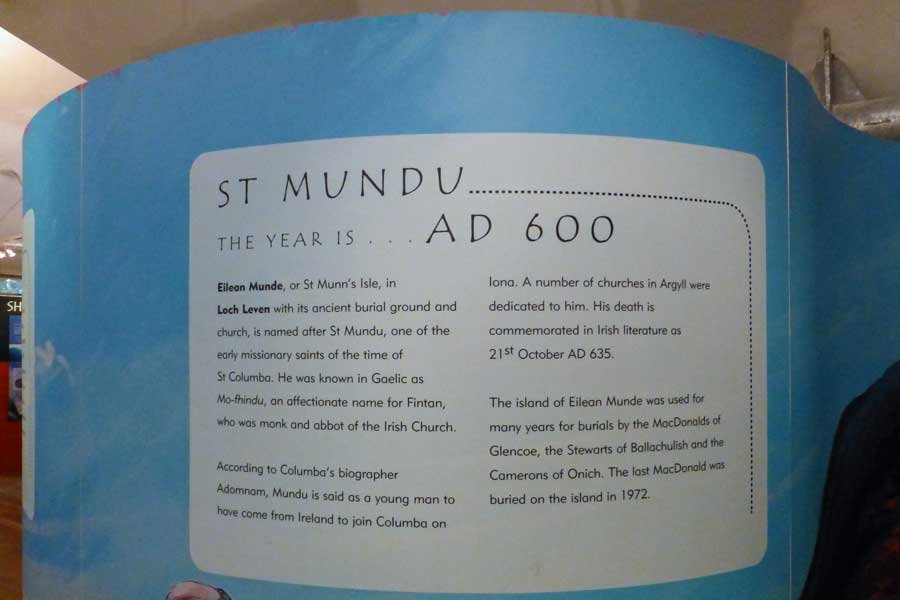 ST MUNDU
THE YEAR IS . . . AD 600
Eilean Munde, or St Munn's Isle, in
Loch Leven with its ancient burial ground and
church, is named after St Mundu, one of the
early missionary saints of the time of
St Columba. He was known in Gaelic as
Mo-fhindu, an affectionate name for Fintan,
who was monk and abbot of the Irish Church.
According to Columba's biographer
Adomnam, Mundu is said as a young man to
have come from Ireland to join Columba on
Iona. A number of churches in Argyll were
dedicated to him. His death is
commemorated in Irish literature as
21st October AD 635.
The island of Eilean Munde was used for
many years for burials by the MacDonalds of
Glencoe, the Stewarts of Ballachulish and the
Camerons of Onich. The last MacDonald was
buried on the island in 1972.
SH